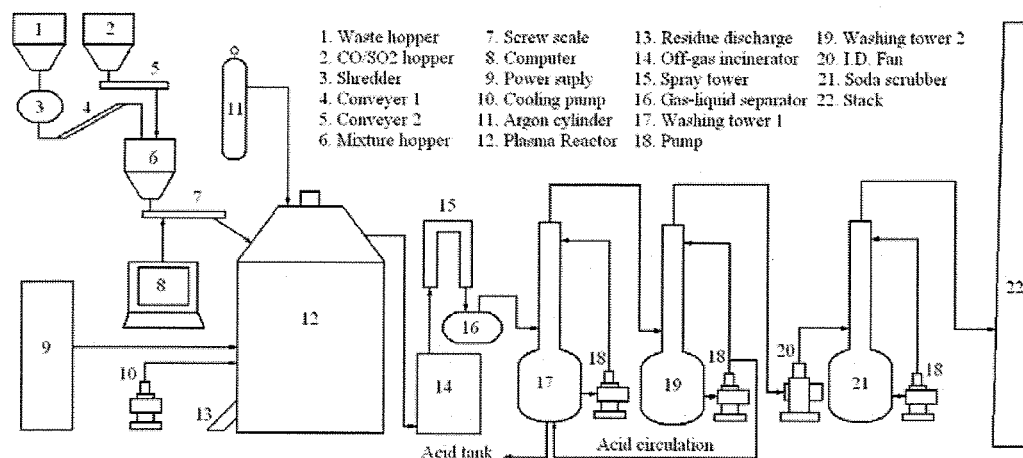 1. Waste hopper
2. CO/SO2 hopper
3. Shredder
4. Conveyer 1
5. Conveyer 2
6. Mixture hopper
7. Screw scale
8. Computer
9. Power suply
10. Cooling pump
11. Argon cylinder
12. Plasma Reactor
13. Residue discharge
14. Off-gas incinerator
15. Spray tower
16. Gas-liquid separator
17. Washing tower 1
18. Pump
19. Washing tower 2
20. I.D. Fan
21. Soda scrubber
22. Stack
1
2
5
3
4
11
6
7
15
8
12
16
22
9
10
13
14
17
18
19
18
20
21
18
Acid tank
Acid circulation